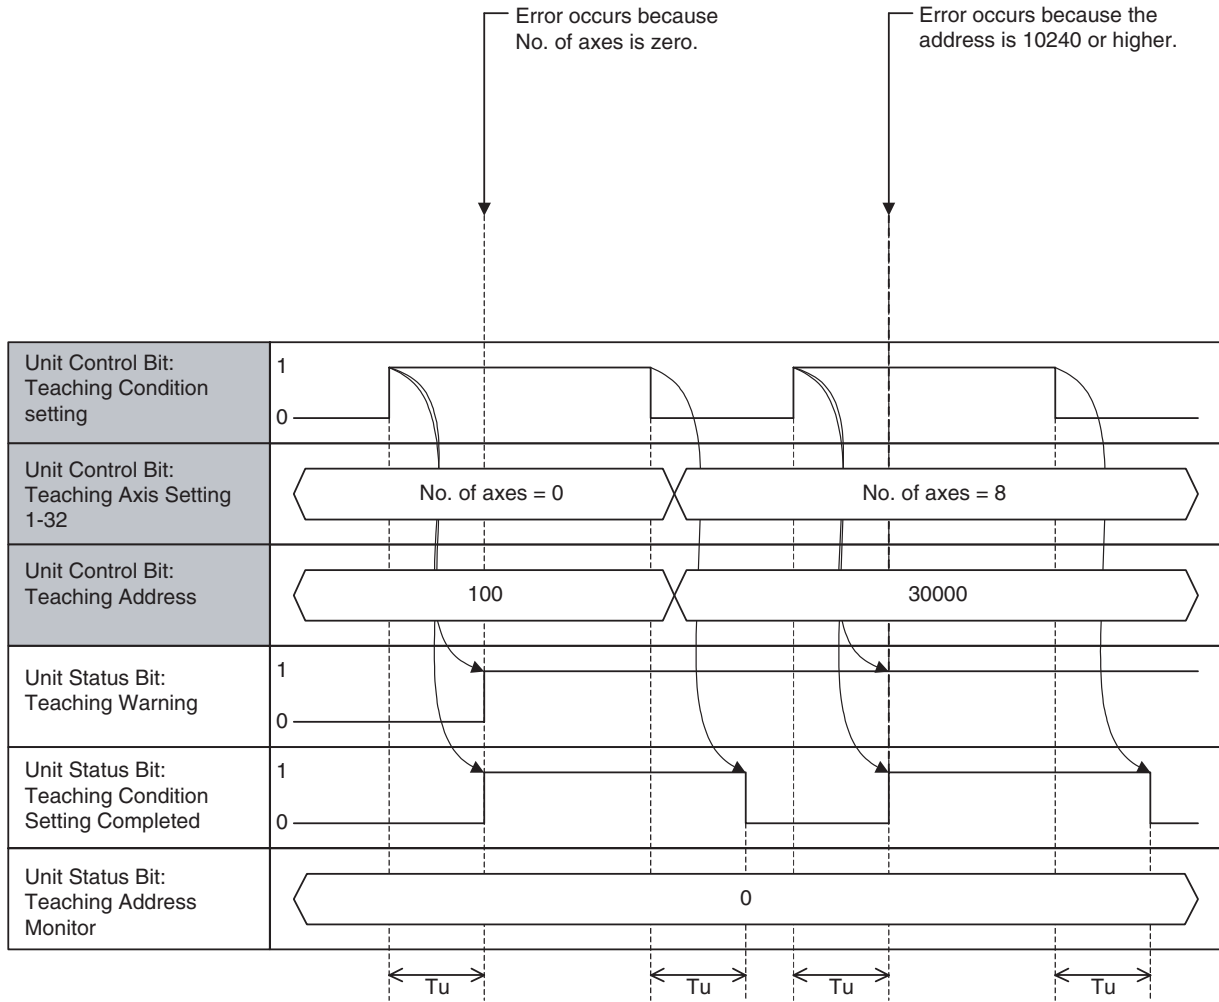 Error occurs because
No. of axes is zero.
Error occurs because the
address is 10240 or higher.
Unit Control Bit:
Teaching Condition
setting
1
0
Unit Control Bit:
Teaching Axis Setting
1-32
No. of axes = 0
No. of axes = 8
Unit Control Bit:
Teaching Address
100
30000
Unit Status Bit:
Teaching Warning
1
0
Unit Status Bit:
Teaching Condition
Setting Completed
1
0
Unit Status Bit:
Teaching Address
Monitor
0
Tu
Tu
Tu
Tu